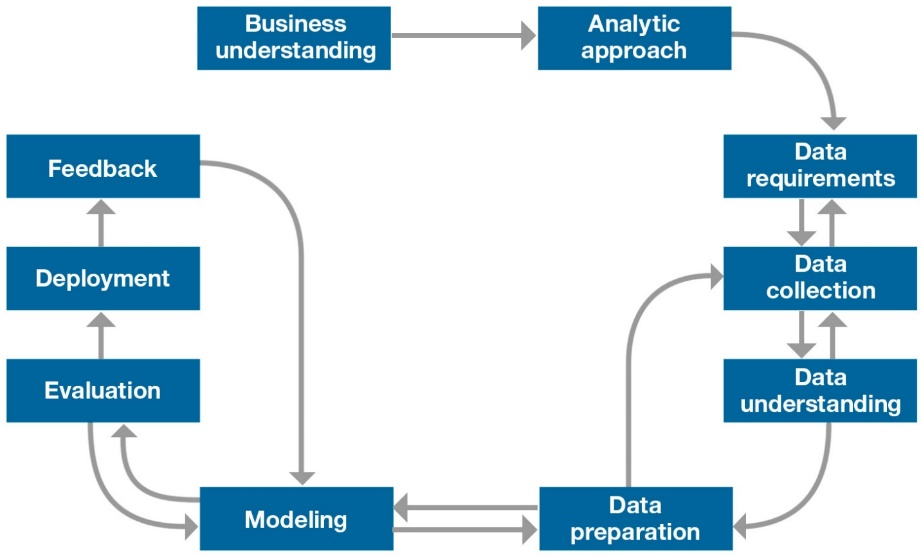 Business
understanding
Analytic
approach
Data
requirements
Data
collection
Data
understanding
Data
preparation
Modeling
Evaluation
Deployment
Feedback